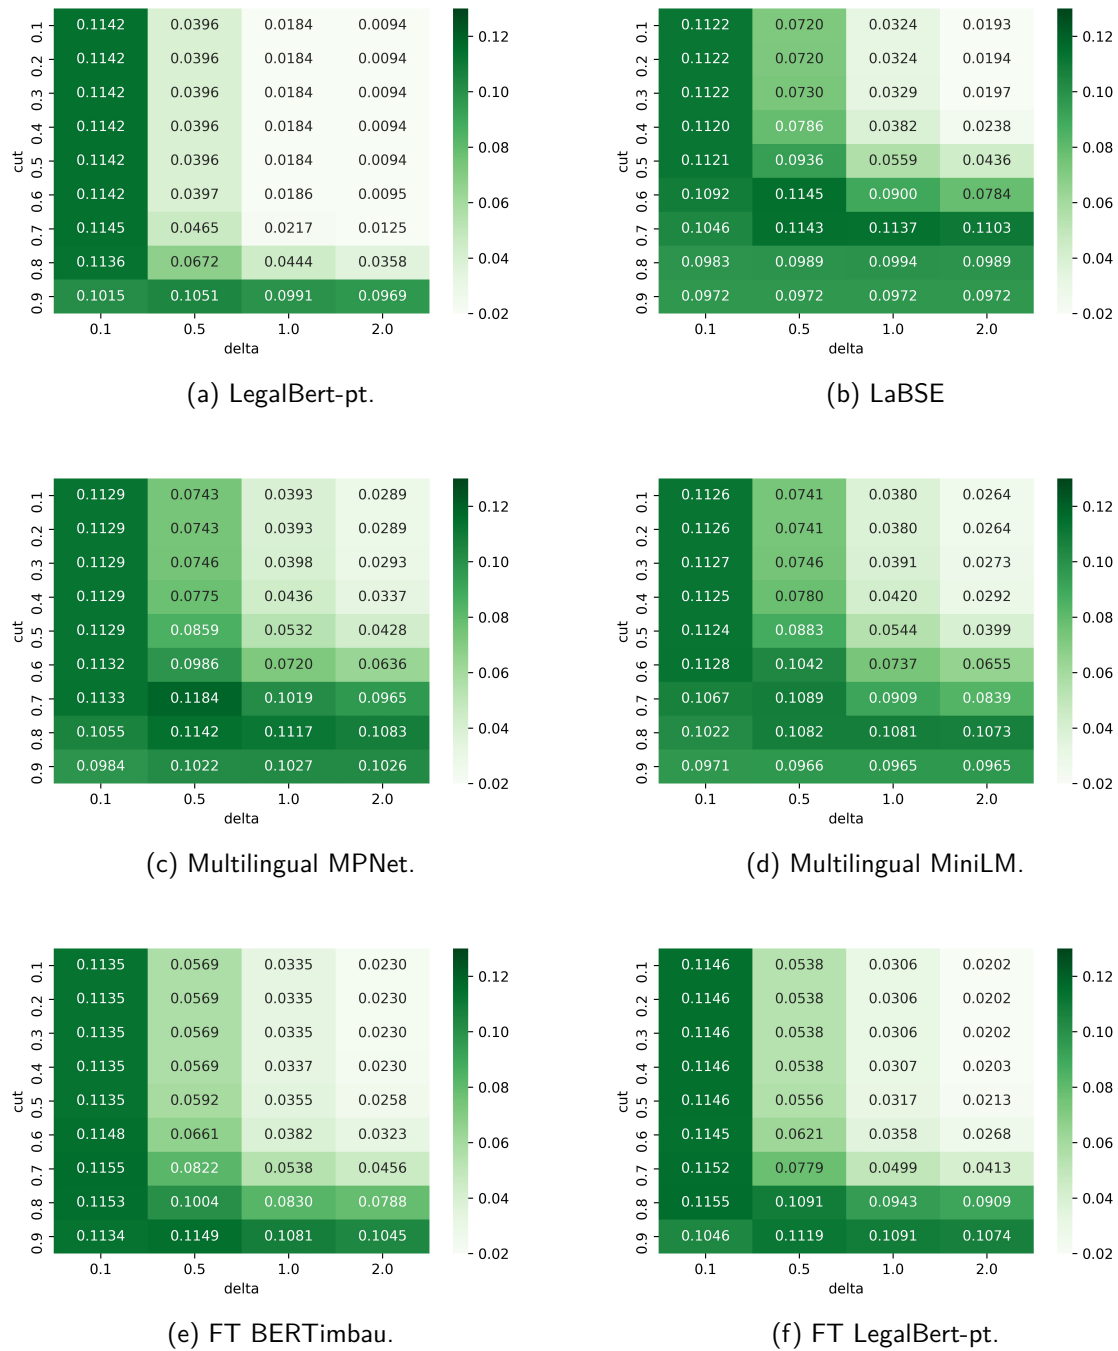 0.1 0.1142 0.0396 0.0184 0.0094
0.2 0.1142 0.0396 0.0184 0.0094
0.3 0.1142 0.0396 0.0184 0.0094
0.4 0.1142 0.0396 0.0184 0.0094
0.5 0.1142 0.0396 0.0184 0.0094
0.6 0.1142 0.0397 0.0186 0.0095
0.7 0.1145 0.0465 0.0217 0.0125
0.8 0.1136 0.0672 0.0444 0.0358
0.9 0.1015 0.1051 0.0991 0.0969
cut
0.1 0.5 1.0 2.0
delta
0.12
0.10
0.08
0.06
0.04
0.02
(a) LegalBert-pt.
0.1 0.1122 0.0720 0.0324 0.0193
0.2 0.1122 0.0720 0.0324 0.0194
0.3 0.1122 0.0730 0.0329 0.0197
0.4 0.1120 0.0786 0.0382 0.0238
0.5 0.1121 0.0936 0.0559 0.0436
0.6 0.1092 0.1145 0.0900 0.0784
0.7 0.1046 0.1143 0.1137 0.1103
0.8 0.0983 0.0989 0.0994 0.0989
0.9 0.0972 0.0972 0.0972 0.0972
cut
0.1 0.5 1.0 2.0
delta
0.12
0.10
0.08
0.06
0.04
0.02
(b) LaBSE
0.1 0.1129 0.0743 0.0393 0.0289
0.2 0.1129 0.0743 0.0393 0.0289
0.3 0.1129 0.0746 0.0398 0.0293
0.4 0.1129 0.0775 0.0436 0.0337
0.5 0.1129 0.0859 0.0532 0.0428
0.6 0.1132 0.0986 0.0720 0.0636
0.7 0.1133 0.1184 0.1019 0.0965
0.8 0.1055 0.1142 0.1117 0.1083
0.9 0.0984 0.1022 0.1027 0.1026
cut
0.1 0.5 1.0 2.0
delta
0.12
0.10
0.08
0.06
0.04
0.02
(c) Multilingual MPNet.
0.1 0.1126 0.0741 0.0380 0.0264
0.2 0.1126 0.0741 0.0380 0.0264
0.3 0.1127 0.0746 0.0391 0.0273
0.4 0.1125 0.0780 0.0420 0.0292
0.5 0.1124 0.0883 0.0544 0.0399
0.6 0.1128 0.1042 0.0737 0.0655
0.7 0.1067 0.1089 0.0909 0.0839
0.8 0.1022 0.1082 0.1081 0.1073
0.9 0.0971 0.0966 0.0965 0.0965
cut
0.1 0.5 1.0 2.0
delta
0.12
0.10
0.08
0.06
0.04
0.02
(d) Multilingual MiniLM.
0.1 0.1135 0.0569 0.0335 0.0230
0.2 0.1135 0.0569 0.0335 0.0230
0.3 0.1135 0.0569 0.0335 0.0230
0.4 0.1135 0.0569 0.0337 0.0230
0.5 0.1135 0.0592 0.0355 0.0258
0.6 0.1148 0.0661 0.0382 0.0323
0.7 0.1155 0.0822 0.0538 0.0456
0.8 0.1153 0.1004 0.0830 0.0788
0.9 0.1134 0.1149 0.1081 0.1045
cut
0.1 0.5 1.0 2.0
delta
0.12
0.10
0.08
0.06
0.04
0.02
(e) FT BERTimbau.
0.1 0.1146 0.0538 0.0306 0.0202
0.2 0.1146 0.0538 0.0306 0.0202
0.3 0.1146 0.0538 0.0306 0.0202
0.4 0.1146 0.0538 0.0307 0.0203
0.5 0.1146 0.0556 0.0317 0.0213
0.6 0.1145 0.0621 0.0358 0.0268
0.7 0.1152 0.0779 0.0499 0.0413
0.8 0.1155 0.1091 0.0943 0.0909
0.9 0.1046 0.1119 0.1091 0.1074
cut
0.1 0.5 1.0 2.0
delta
0.12
0.10
0.08
0.06
0.04
0.02
(f) FT LegalBert-pt.